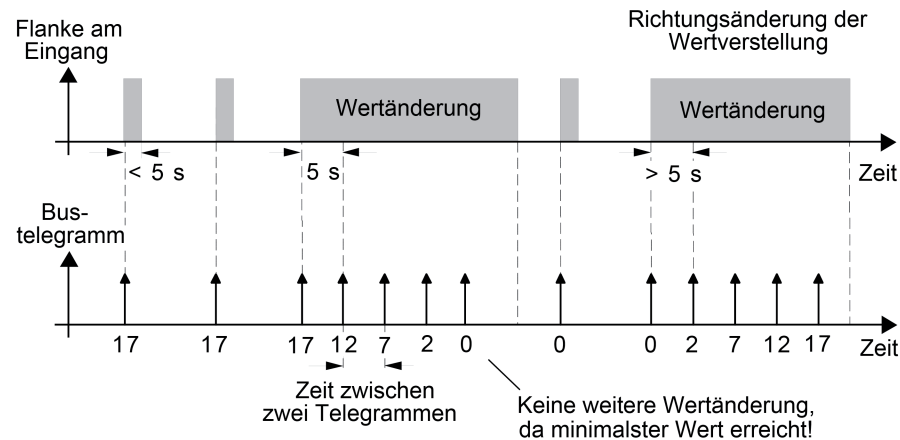 Richtungsänderung der
Wertverstellung
Flanke am
Eingang
Wertänderung
Wertänderung
< 5 s
5 s
> 5 s
Zeit
Bus-
telegramm
17 17 17 12 7 2 0 0 0 2 7 12 17
Zeit
Zeit zwischen
zwei Telegrammen
Keine weitere Wertänderung,
da minimalster Wert erreicht!